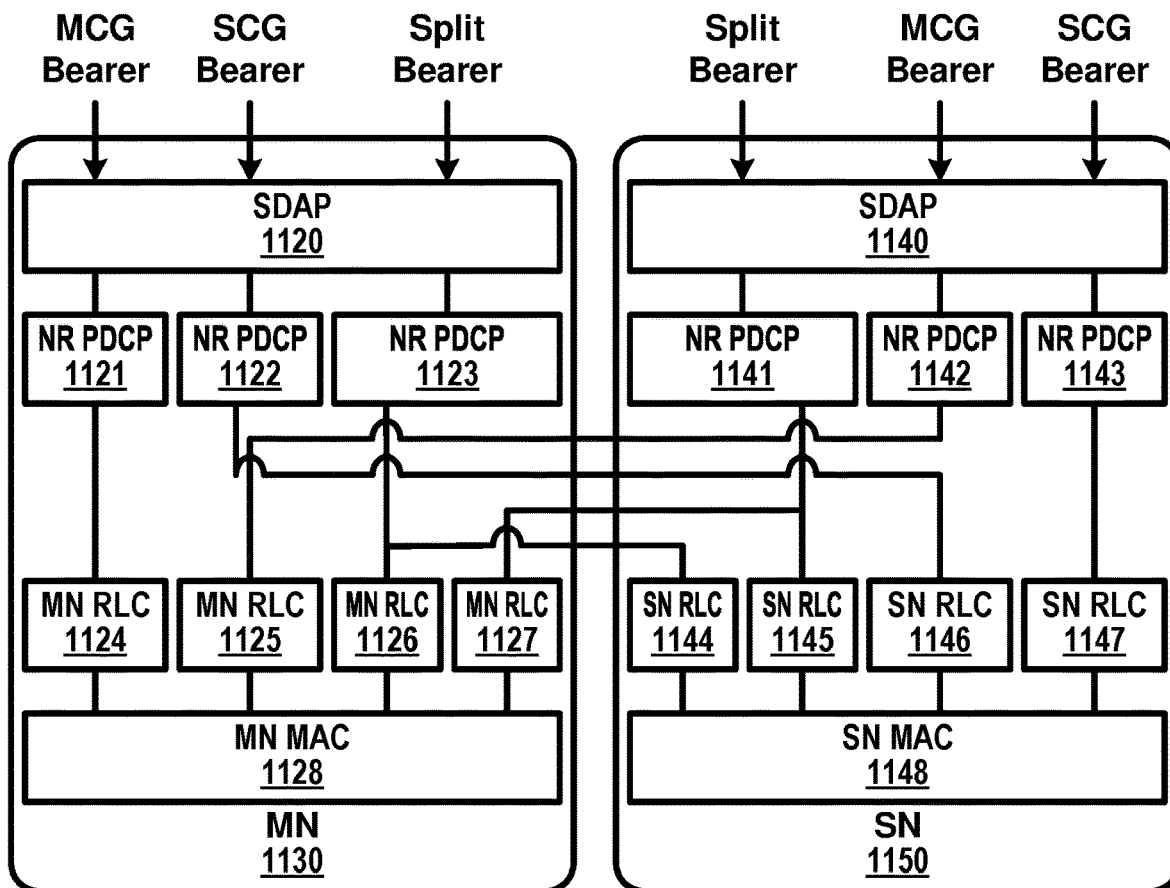 MCG Bearer
SCG Bearer
Split Bearer
Split Bearer
MCG Bearer
SCG Bearer
SDAP
1120
SDAP
1140
NR PDCP
1121
NR PDCP
1122
NR PDCP
1123
NR PDCP
1141
NR PDCP
1142
NR PDCP
1143
MN RLC
1124
MN RLC
1125
MN RLC
1126
MN RLC
1127
SN RLC
1144
SN RLC
1145
SN RLC
1146
SN RLC
1147
MN MAC
1128
SN MAC
1148
MN
1130
SN
1150